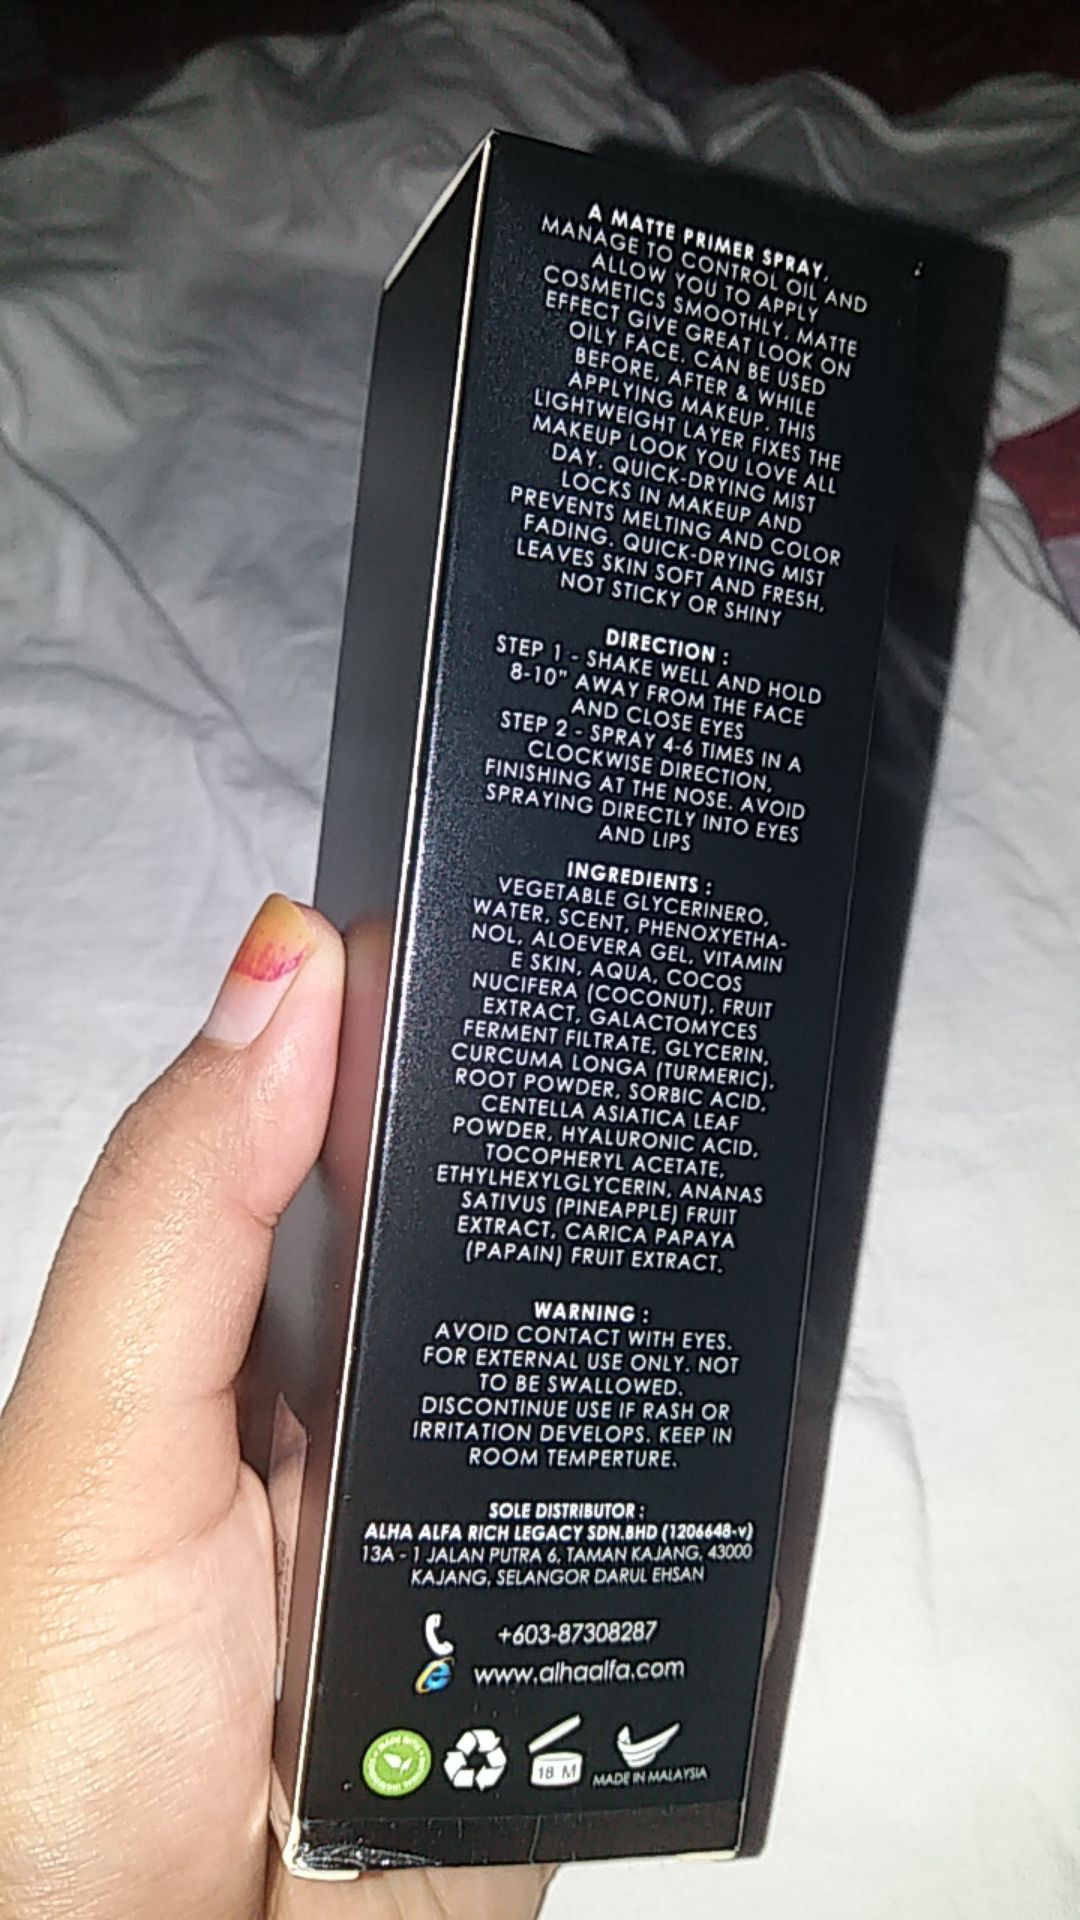 A MATTE PRIMER SPRAY,
MANAGE TO CONTROL OIL AND
ALLOW YOU TO APPLY
COSMETICS SMOOTHLY, MATTE
EFFECT GIVE GREAT LOOK ON
OILY FACE. CAN BE USED
BEFORE, AFTER & WHILE
APPLYING MAKEUP. THIS
LIGHTWEIGHT LAYER FIXES THE
MAKEUP LOOK YOU LOVE ALL
DAY. QUICK-DRYING MIST
LOCKS IN MAKEUP AND
PREVENTS MELTING AND COLOR
FADING. QUICK-DRYING MIST
LEAVES SKIN SOFT AND FRESH,
NOT STICKY OR SHINY
DIRECTION :
STEP 1 - SHAKE WELL AND HOLD
8-10" AWAY FROM THE FACE
AND CLOSE EYES
STEP 2 - SPRAY 4-6 TIMES IN A
CLOCKWISE DIRECTION,
FINISHING AT THE NOSE. AVOID
SPRAYING DIRECTLY INTO EYES
AND LIPS
INGREDIENTS :
VEGETABLE GLYCERINERO,
WATER, SCENT, PHENOXYETHA-
NOL, ALOEVERA GEL, VITAMIN
E SKIN, AQUA, COCOS
NUCIFERA (COCONUT), FRUIT
EXTRACT, GALACTOMYCES
FERMENT FILTRATE, GLYCERIN,
CURCUMA LONGA (TURMERIC),
ROOT POWDER, SORBIC ACID,
CENTELLA ASIATICA LEAF
POWDER, HYALURONIC ACID,
TOCOPHERYL ACETATE,
ETHYLHEXYLGLYCERIN, ANANAS
SATIVUS (PINEAPPLE) FRUIT
EXTRACT, CARICA PAPAYA
(PAPAIN) FRUIT EXTRACT.
WARNING :
AVOID CONTACT WITH EYES.
FOR EXTERNAL USE ONLY. NOT
TO BE SWALLOWED.
DISCONTINUE USE IF RASH OR
IRRITATION DEVELOPS. KEEP IN
ROOM TEMPERTURE.
SOLE DISTRIBUTOR :
ALHA ALFA RICH LEGACY SDN.BHD (1206648-v)
13A - 1 JALAN PUTRA 6, TAMAN KAJANG, 43000
KAJANG, SELANGOR DARUL EHSAN
+603-87308287
www.alhaalfa.com
18 M
MADE IN MALAYSIA